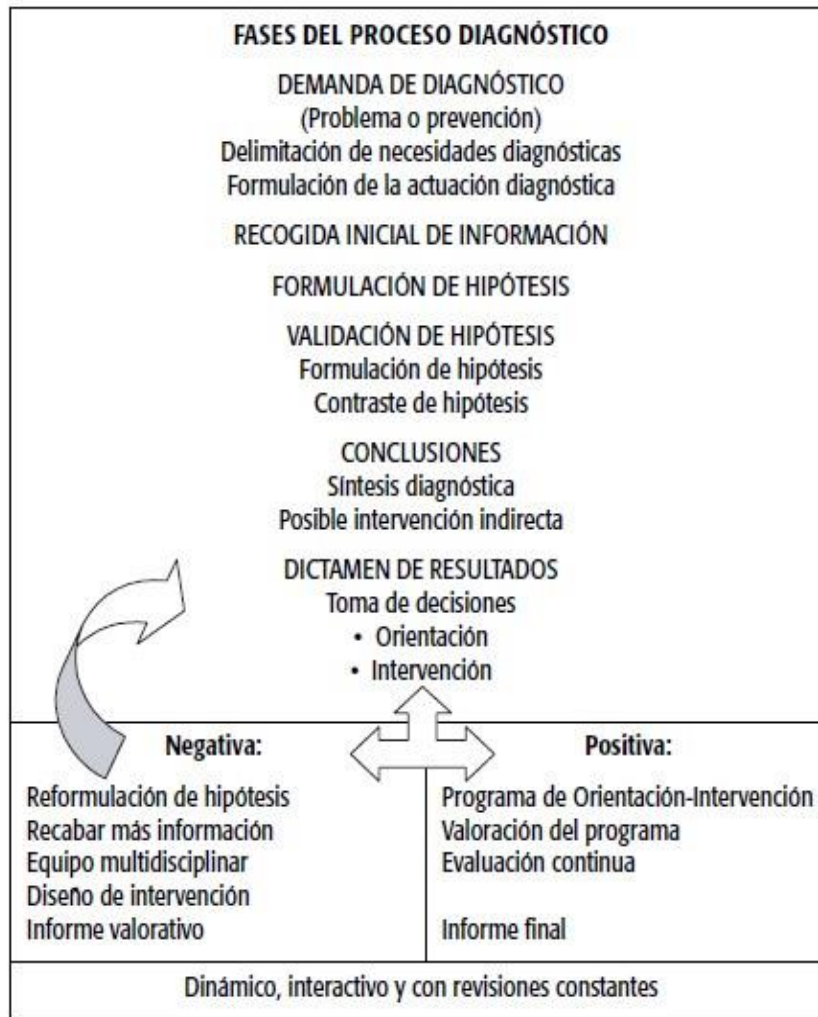 FASES DEL PROCESO DIAGNÓSTICO
DEMANDA DE DIAGNÓSTICO
(Problema o prevención)
Delimitación de necesidades diagnósticas
Formulación de la actuación diagnóstica
RECOGIDA INICIAL DE INFORMACIÓN
FORMULACIÓN DE HIPÓTESIS
VALIDACIÓN DE HIPÓTESIS
Formulación de hipótesis
Contraste de hipótesis
CONCLUSIONES
Síntesis diagnóstica
Posible intervención indirecta
DICTAMEN DE RESULTADOS
Toma de decisiones
• Orientación
• Intervención
Negativa:
Reformulación de hipótesis
Recabar más información
Equipo multidisciplinar
Diseño de intervención
Informe valorativo
Positiva:
Programa de Orientación-Intervención
Valoración del programa
Evaluación continua
Informe final
Dinámico, interactivo y con revisiones constantes